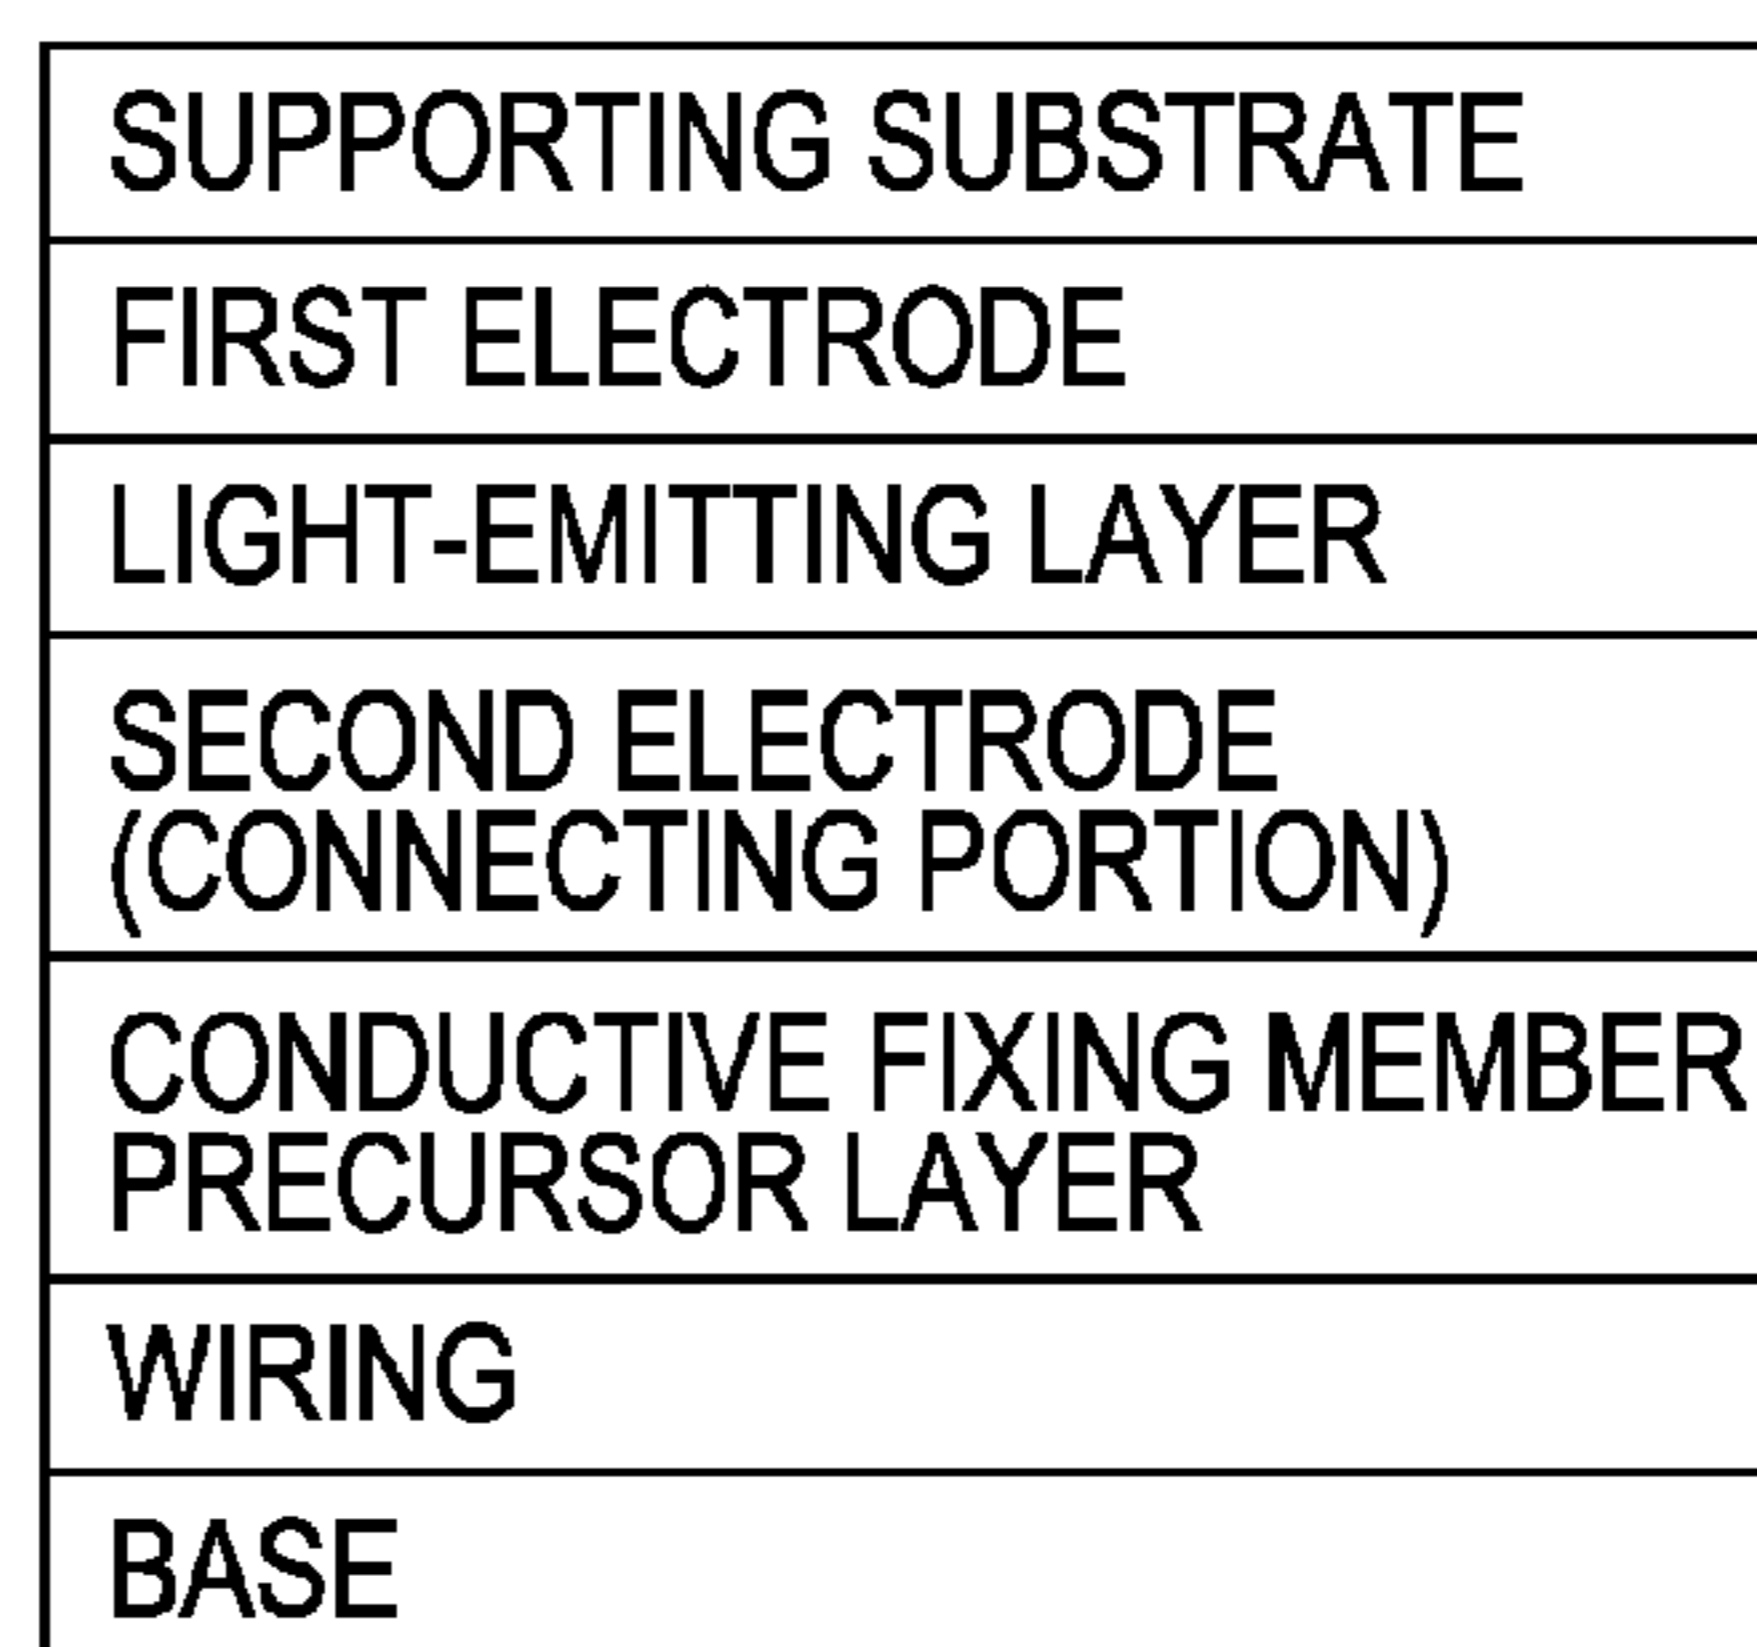 SUPPORTING SUBSTRATE
FIRST ELECTRODE
LIGHT-EMITTING LAYER
SECOND ELECTRODE
(CONNECTING PORTION)
CONDUCTIVE FIXING MEMBER
PRECURSOR LAYER
WIRING
BASE